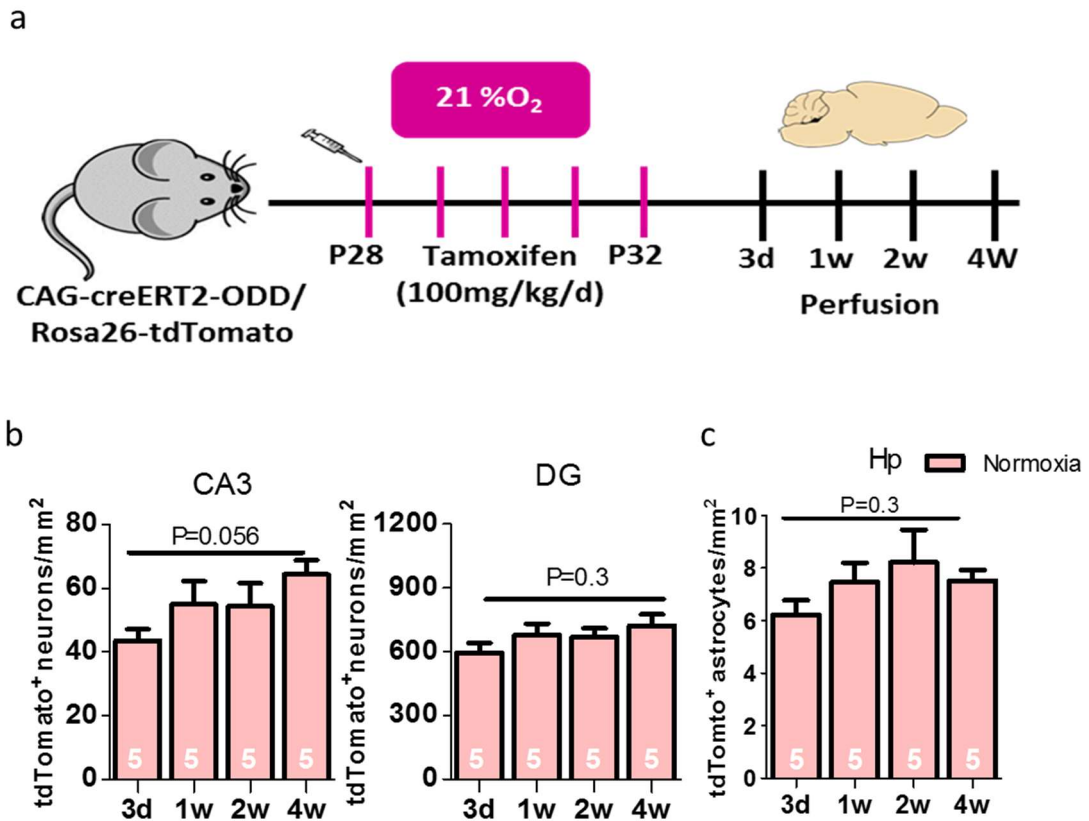 a
21 %O₂
P28 Tamoxifen P32 3d 1w 2w 4W
(100mg/kg/d)
Perfusion
CAG-creERT2-ODD/
Rosa26-tdTomato
b
CA3
tdTomato⁺ neurons/mm²
80
60
40
20
0
P=0.056
5 5 5 5
3d 1w 2w 4w
DG
tdTomato⁺neurons/mm²
1200
900
600
300
0
P=0.3
5 5 5 5
3d 1w 2w 4w
c
Hp Normoxia
tdTomto⁺ astrocytes/mm²
10
8
6
4
2
0
P=0.3
5 5 5 5
3d 1w 2w 4w